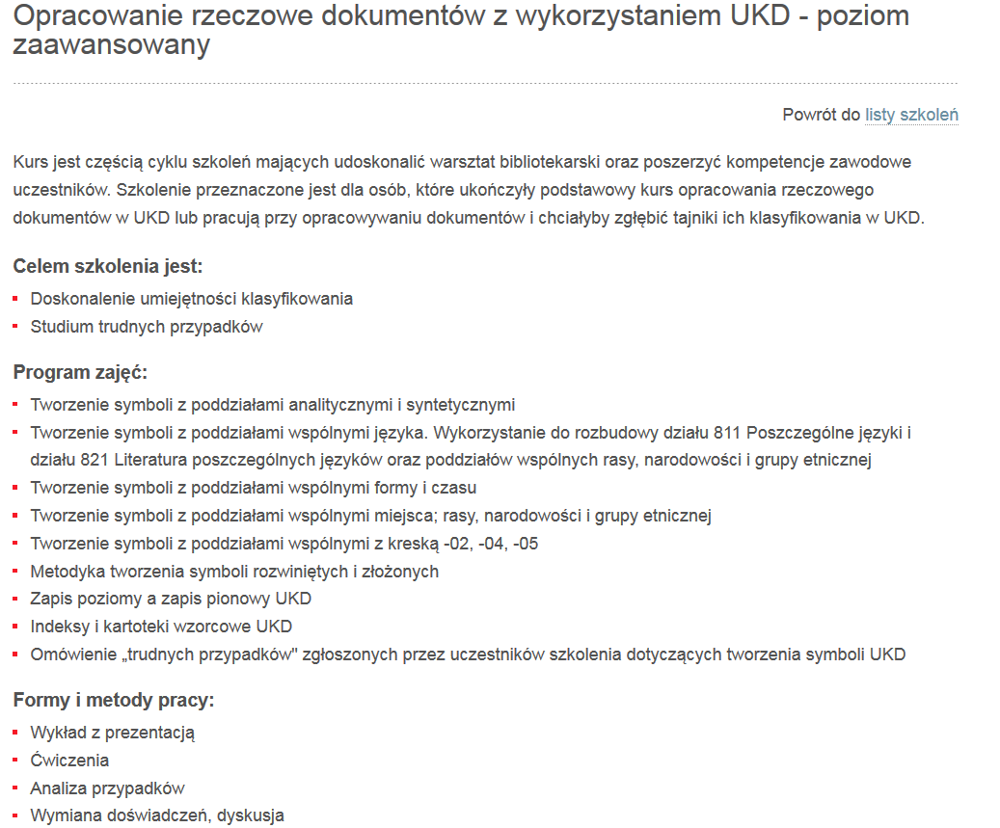 Opracowanie rzeczowe dokumentów z wykorzystaniem UKD - poziom
zaawansowany
Powrót do listy szkoleń
Kurs jest częścią cyklu szkoleń mających udoskonalić warsztat bibliotekarski oraz poszerzyć kompetencje zawodowe
uczestników. Szkolenie przeznaczone jest dla osób, które ukończyły podstawowy kurs opracowania rzeczowego
dokumentów w UKD lub pracują przy opracowywaniu dokumentów i chciałyby zgłębić tajniki ich klasyfikowania w UKD.
Celem szkolenia jest:
Doskonalenie umiejętności klasyfikowania
Studium trudnych przypadków
Program zajęć:
Tworzenie symboli z poddziałami analitycznymi i syntetycznymi
Tworzenie symboli z poddziałami wspólnymi języka. Wykorzystanie do rozbudowy działu 811 Poszczególne języki i
działu 821 Literatura poszczególnych języków oraz poddziałów wspólnych rasy, narodowości i grupy etnicznej
Tworzenie symboli z poddziałami wspólnymi formy i czasu
Tworzenie symboli z poddziałami wspólnymi miejsca; rasy, narodowości i grupy etnicznej
Tworzenie symboli z poddziałami wspólnymi z kreską -02, -04, -05
Metodyka tworzenia symboli rozwiniętych i złożonych
Zapis poziomy a zapis pionowy UKD
Indeksy i kartoteki wzorcowe UKD
Omówienie „trudnych przypadków" zgłoszonych przez uczestników szkolenia dotyczących tworzenia symboli UKD
Formy i metody pracy:
Wykład z prezentacją
Ćwiczenia
Analiza przypadków
Wymiana doświadczeń, dyskusja